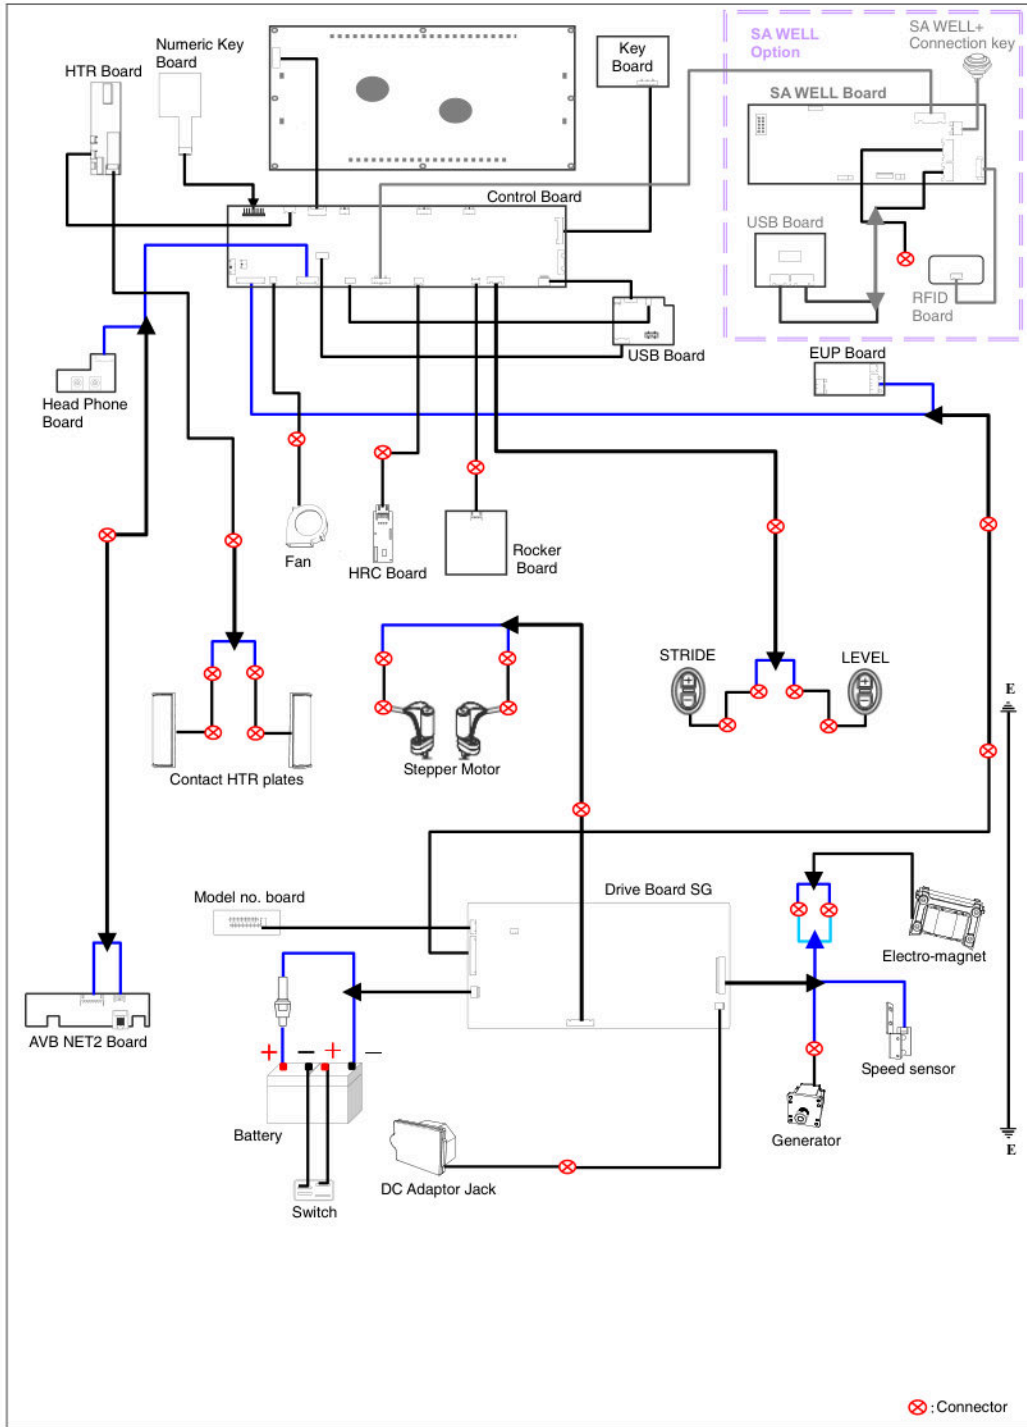 SA WELL
Option
SA WELL+
Connection key
Numeric Key
Board
HTR Board
Key
Board
SA WELL Board
Control Board
USB Board
RFID
Board
USB Board
EUP Board
Head Phone
Board
Fan
HRC Board
Rocker
Board
STRIDE
LEVEL
E
Stepper Motor
Contact HTR plates
Model no. board
Drive Board SG
Electro-magnet
AVB NET2 Board
+ – + –
Speed sensor
Battery
Generator
E
DC Adaptor Jack
Switch
: Connector